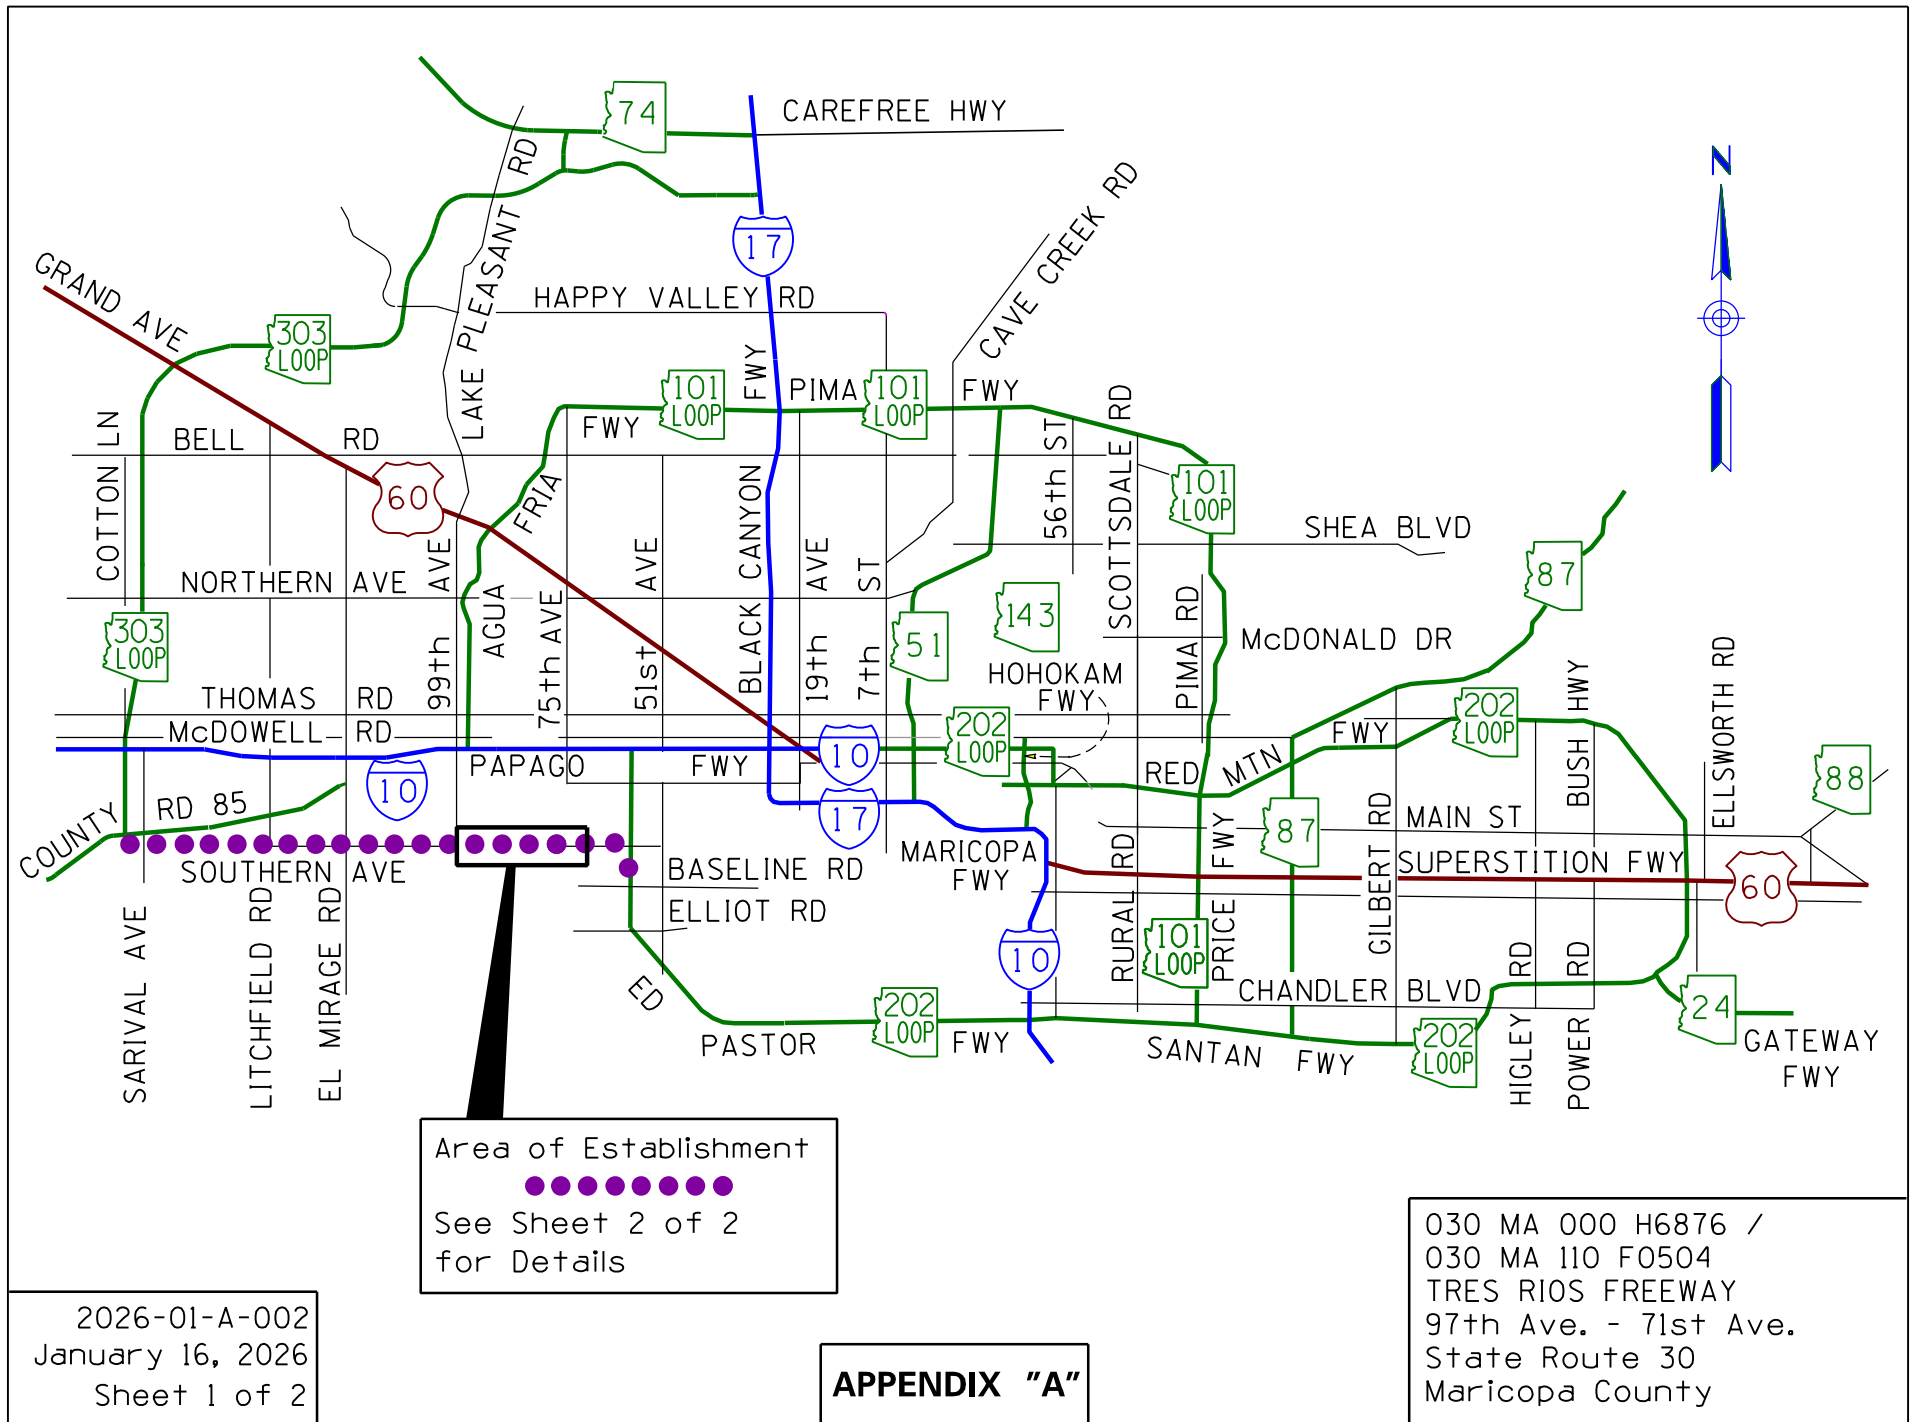 74
CAREFREE HWY
N
LAKE PLEASANT RD
17
CAVE CREEK RD
GRAND AVE
HAPPY VALLEY RD
303
LOOP
101
LOOP
FWY
PIMA
101
LOOP
FWY
FWY
BELL RD
COTTON LN
60
AGUA FRIA
BLACK CANYON
56th ST
SCOTTSDALE RD
101
LOOP
SHEA BLVD
87
NORTHERN AVE
99th AVE
75th AVE
51st AVE
19th AVE
7th ST
51
143
HOHOKAM
FWY
PIMA RD
McDONALD DR
303
LOOP
THOMAS RD
McDOWELL RD
PAPAGO FWY
10
10
202
LOOP
RED MTN FWY
202
LOOP
BUSH HWY
ELLSWORTH RD
88
COUNTY RD 85
17
87
MAIN ST
SOUTHERN AVE
BASELINE RD
ELLIOT RD
MARICOPA
FWY
SUPERSTITION FWY
60
SARIVAL AVE
LITCHFIELD RD
EL MIRAGE RD
10
RURAL RD
101
LOOP
PRICE FWY
GILBERT RD
CHANDLER BLVD
HIGLEY RD
POWER RD
24
GATEWAY
FWY
ED PASTOR FWY
202
LOOP
SANTAN FWY
202
LOOP
Area of Establishment
See Sheet 2 of 2
for Details
030 MA 000 H6876 /
030 MA 110 F0504
TRES RIOS FREEWAY
97th Ave. - 71st Ave.
State Route 30
Maricopa County
2026-01-A-002
January 16, 2026
Sheet 1 of 2
APPENDIX "A"